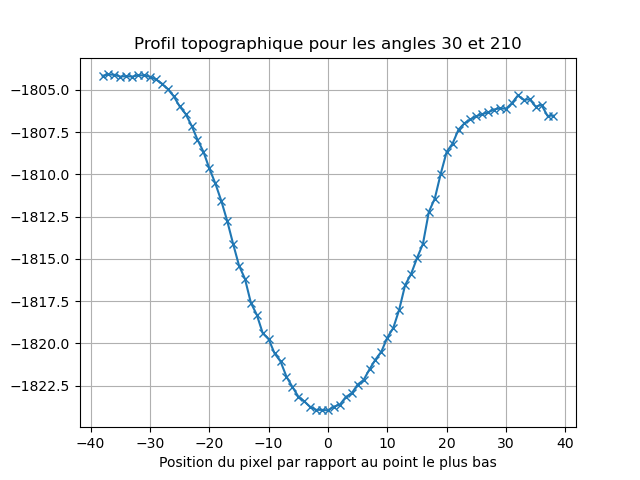 Profil topographique pour les angles 30 et 210
−1805.0
−1807.5
−1810.0
−1812.5
−1815.0
−1817.5
−1820.0
−1822.5
−40 −30 −20 −10 0 10 20 30 40
Position du pixel par rapport au point le plus bas